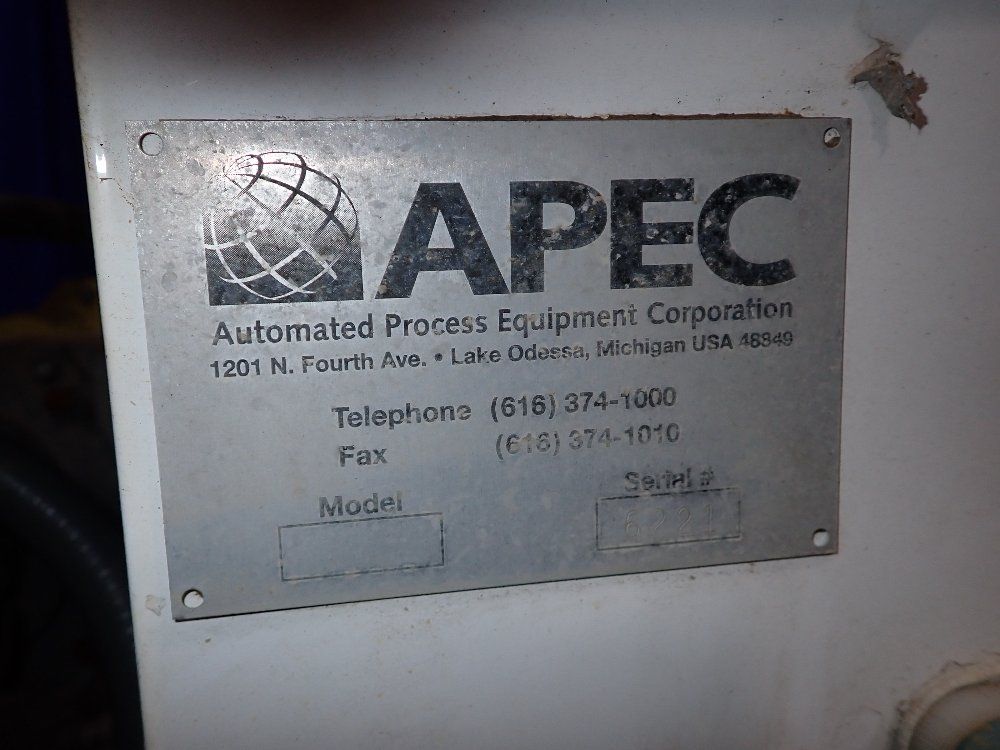 APEC
Automated Process Equipment Corporation
1201 N. Fourth Ave. • Lake Odessa, Michigan USA 48849
Telephone (616) 374-1000
Fax (616) 374-1010
Model
Serial #
6221